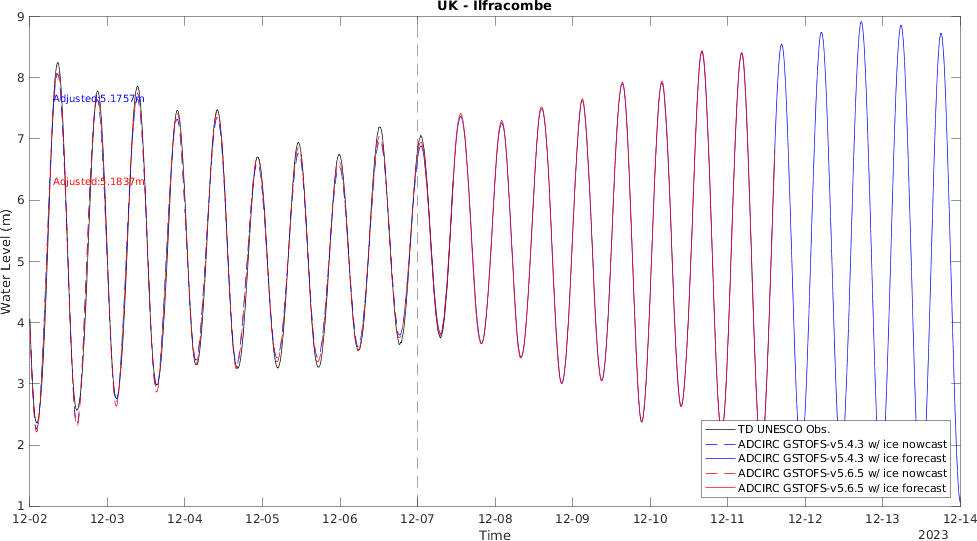 UK - Ilfracombe
9
8
7
6
5
4
3
2
1
Water Level (m)
Adjusted:5.1757m
Adjusted:5.1837m
TD UNESCO Obs.
ADCIRC GSTOFS-v5.4.3 w/ ice nowcast
ADCIRC GSTOFS-v5.4.3 w/ ice forecast
ADCIRC GSTOFS-v5.6.5 w/ ice nowcast
ADCIRC GSTOFS-v5.6.5 w/ ice forecast
12-02 12-03 12-04 12-05 12-06 12-07 12-08 12-09 12-10 12-11 12-12 12-13 12-14
Time
2023